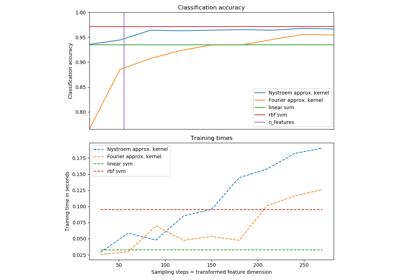 Classification accuracy
1.00
0.95
0.90
0.85
0.80
Classification accuracy
Nystroem approx. kernel
Fourier approx. kernel
linear svm
rbf svm
n_features
Training times
Nystroem approx. kernel
Fourier approx. kernel
linear svm
rbf svm
0.175
0.150
0.125
0.100
0.075
0.050
0.025
Training time in seconds
50 100 150 200 250
Sampling steps = transformed feature dimension